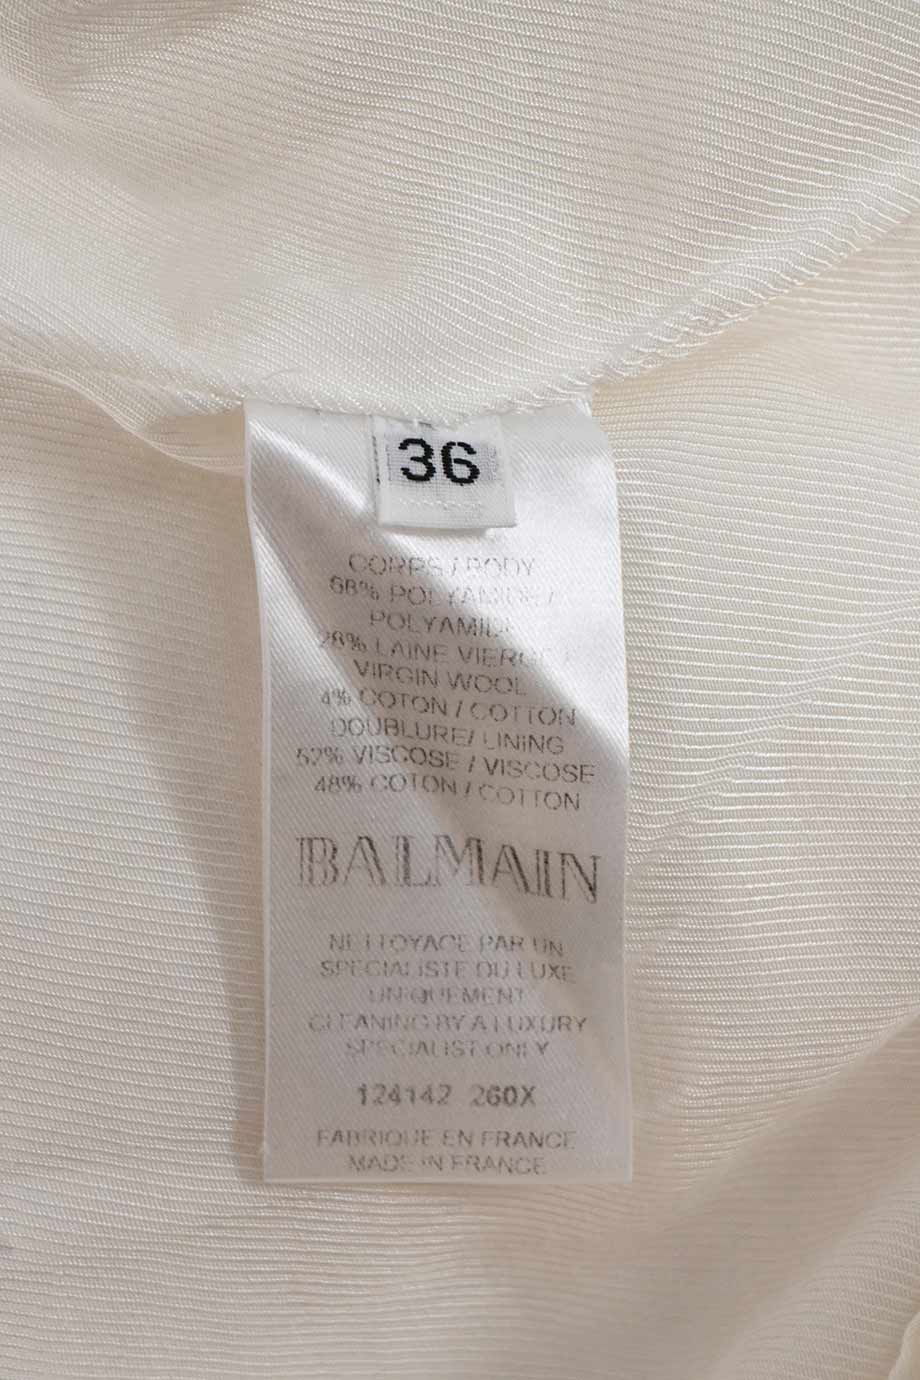 36
CORPS / BODY
68% POLYAMIDE /
POLYAMIDE
28% LAINE VIERGE /
VIRGIN WOOL
4% COTON / COTTON
DOUBLURE / LINING
52% VISCOSE / VISCOSE
48% COTON / COTTON
BALMAIN
NETTOYAGE PAR UN
SPECIALISTE DU LUXE
UNIQUEMENT
CLEANING BY A LUXURY
SPECIALIST ONLY
124142 260X
FABRIQUE EN FRANCE
MADE IN FRANCE